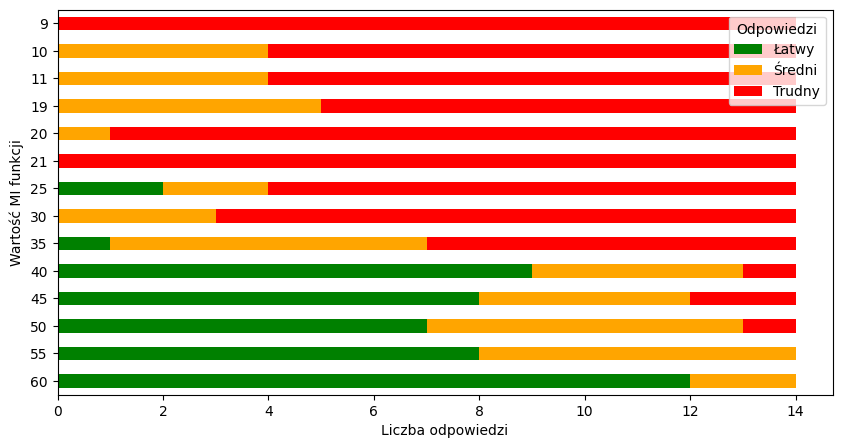 Odpowiedzi
Łatwy
Średni
Trudny
Wartość MI funkcji
9
10
11
19
20
21
25
30
35
40
45
50
55
60
0 2 4 6 8 10 12 14
Liczba odpowiedzi